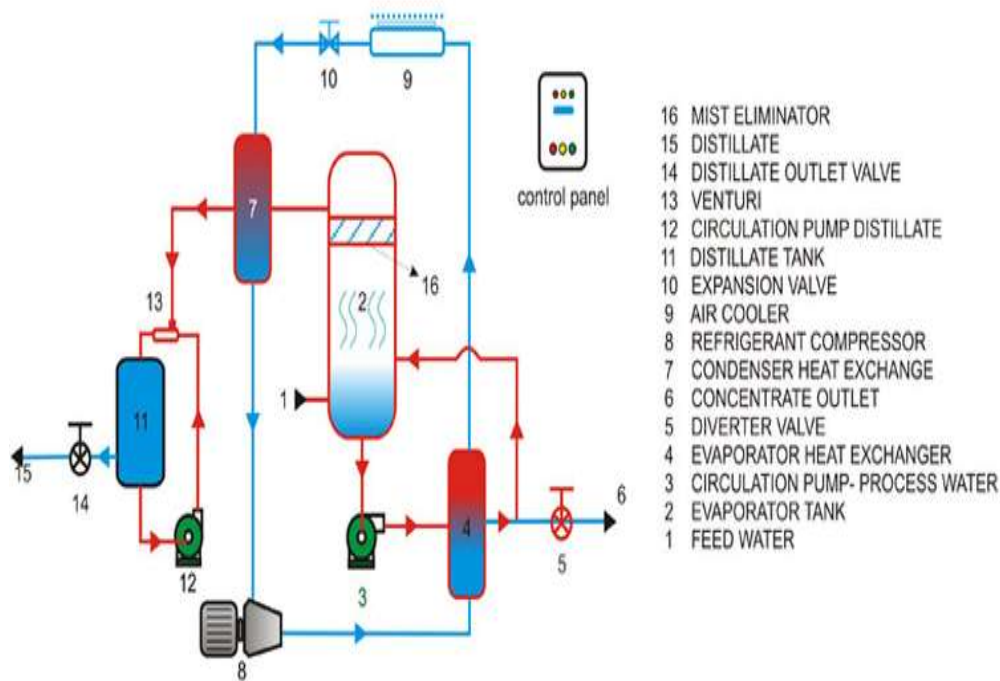 10
9
7
control panel
16
2
13
1
11
15
14
12
3
4
6
5
8
16 MIST ELIMINATOR
15 DISTILLATE
14 DISTILLATE OUTLET VALVE
13 VENTURI
12 CIRCULATION PUMP DISTILLATE
11 DISTILLATE TANK
10 EXPANSION VALVE
9 AIR COOLER
8 REFRIGERANT COMPRESSOR
7 CONDENSER HEAT EXCHANGE
6 CONCENTRATE OUTLET
5 DIVERTER VALVE
4 EVAPORATOR HEAT EXCHANGER
3 CIRCULATION PUMP- PROCESS WATER
2 EVAPORATOR TANK
1 FEED WATER